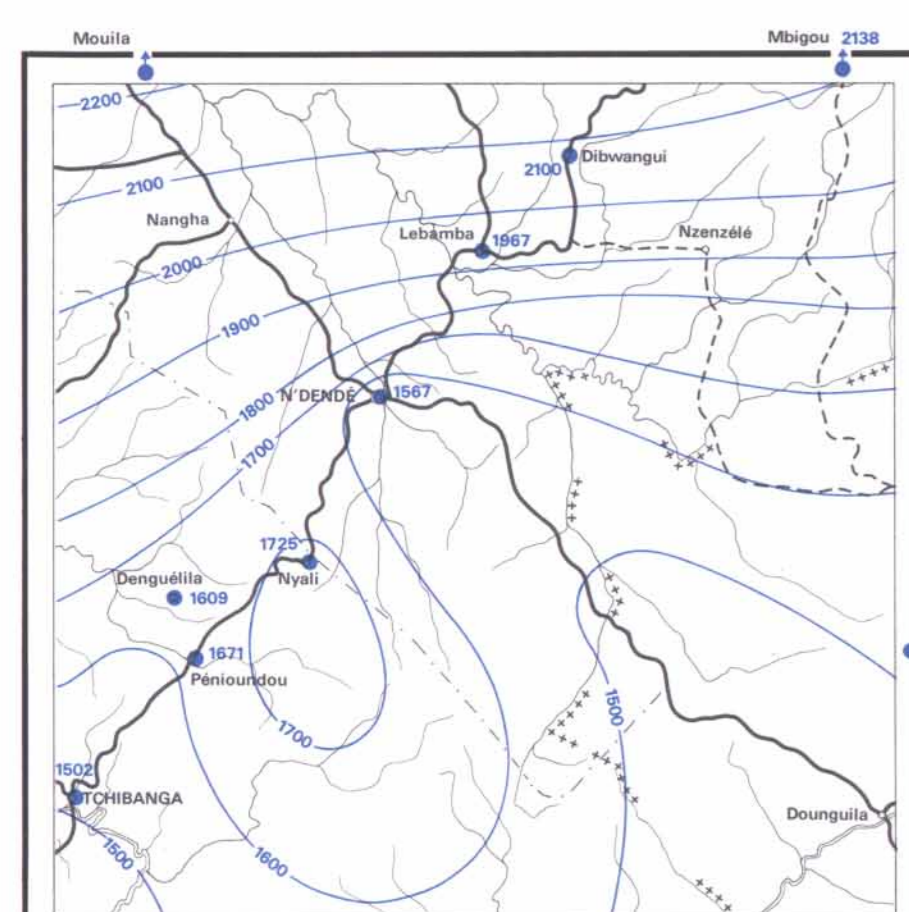 Mouila
Mbigou 2138
2200
Dibwangui
2100
2100
Nangha
Lebamba 1967
Nzenzélé
2000
1900
N'DENDÉ 1567
1800
1700
1725
Nyali
Denguélila
1609
1671
Pénioundou
1500
1700
1502
TCHIBANGA
Dounguila
1500
1600